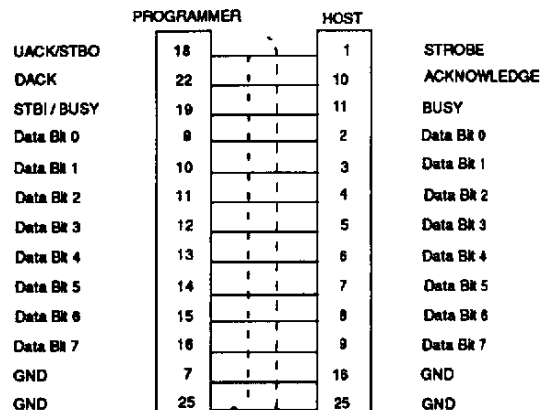 PROGRAMMER HOST
UACK/STBO 18 1 STROBE
DACK 22 10 ACKNOWLEDGE
STBI / BUSY 19 11 BUSY
Data Bit 0 9 2 Data Bit 0
Data Bit 1 10 3 Data Bit 1
Data Bit 2 11 4 Data Bit 2
Data Bit 3 12 5 Data Bit 3
Data Bit 4 13 6 Data Bit 4
Data Bit 5 14 7 Data Bit 5
Data Bit 6 15 8 Data Bit 6
Data Bit 7 16 9 Data Bit 7
GND 7 16 GND
GND 25 25 GND